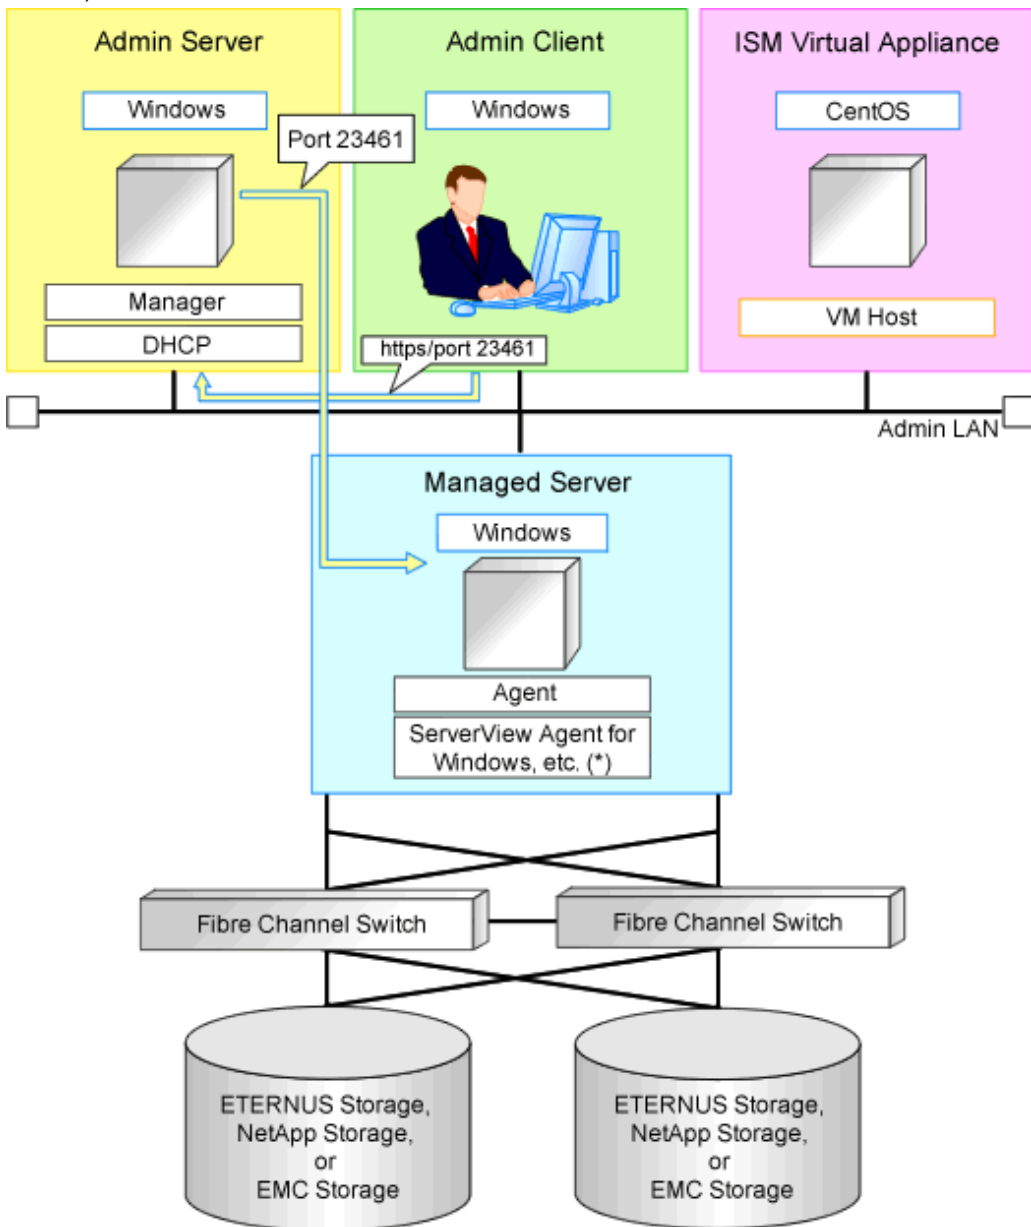 Admin Server
Admin Client
ISM Virtual Appliance
Windows
Windows
CentOS
Port 23461
Manager
DHCP
VM Host
https/port 23461
Admin LAN
Managed Server
Windows
Agent
ServerView Agent for
Windows, etc. (*)
Fibre Channel Switch
Fibre Channel Switch
ETERNUS Storage,
NetApp Storage,
or
EMC Storage
ETERNUS Storage,
NetApp Storage,
or
EMC Storage